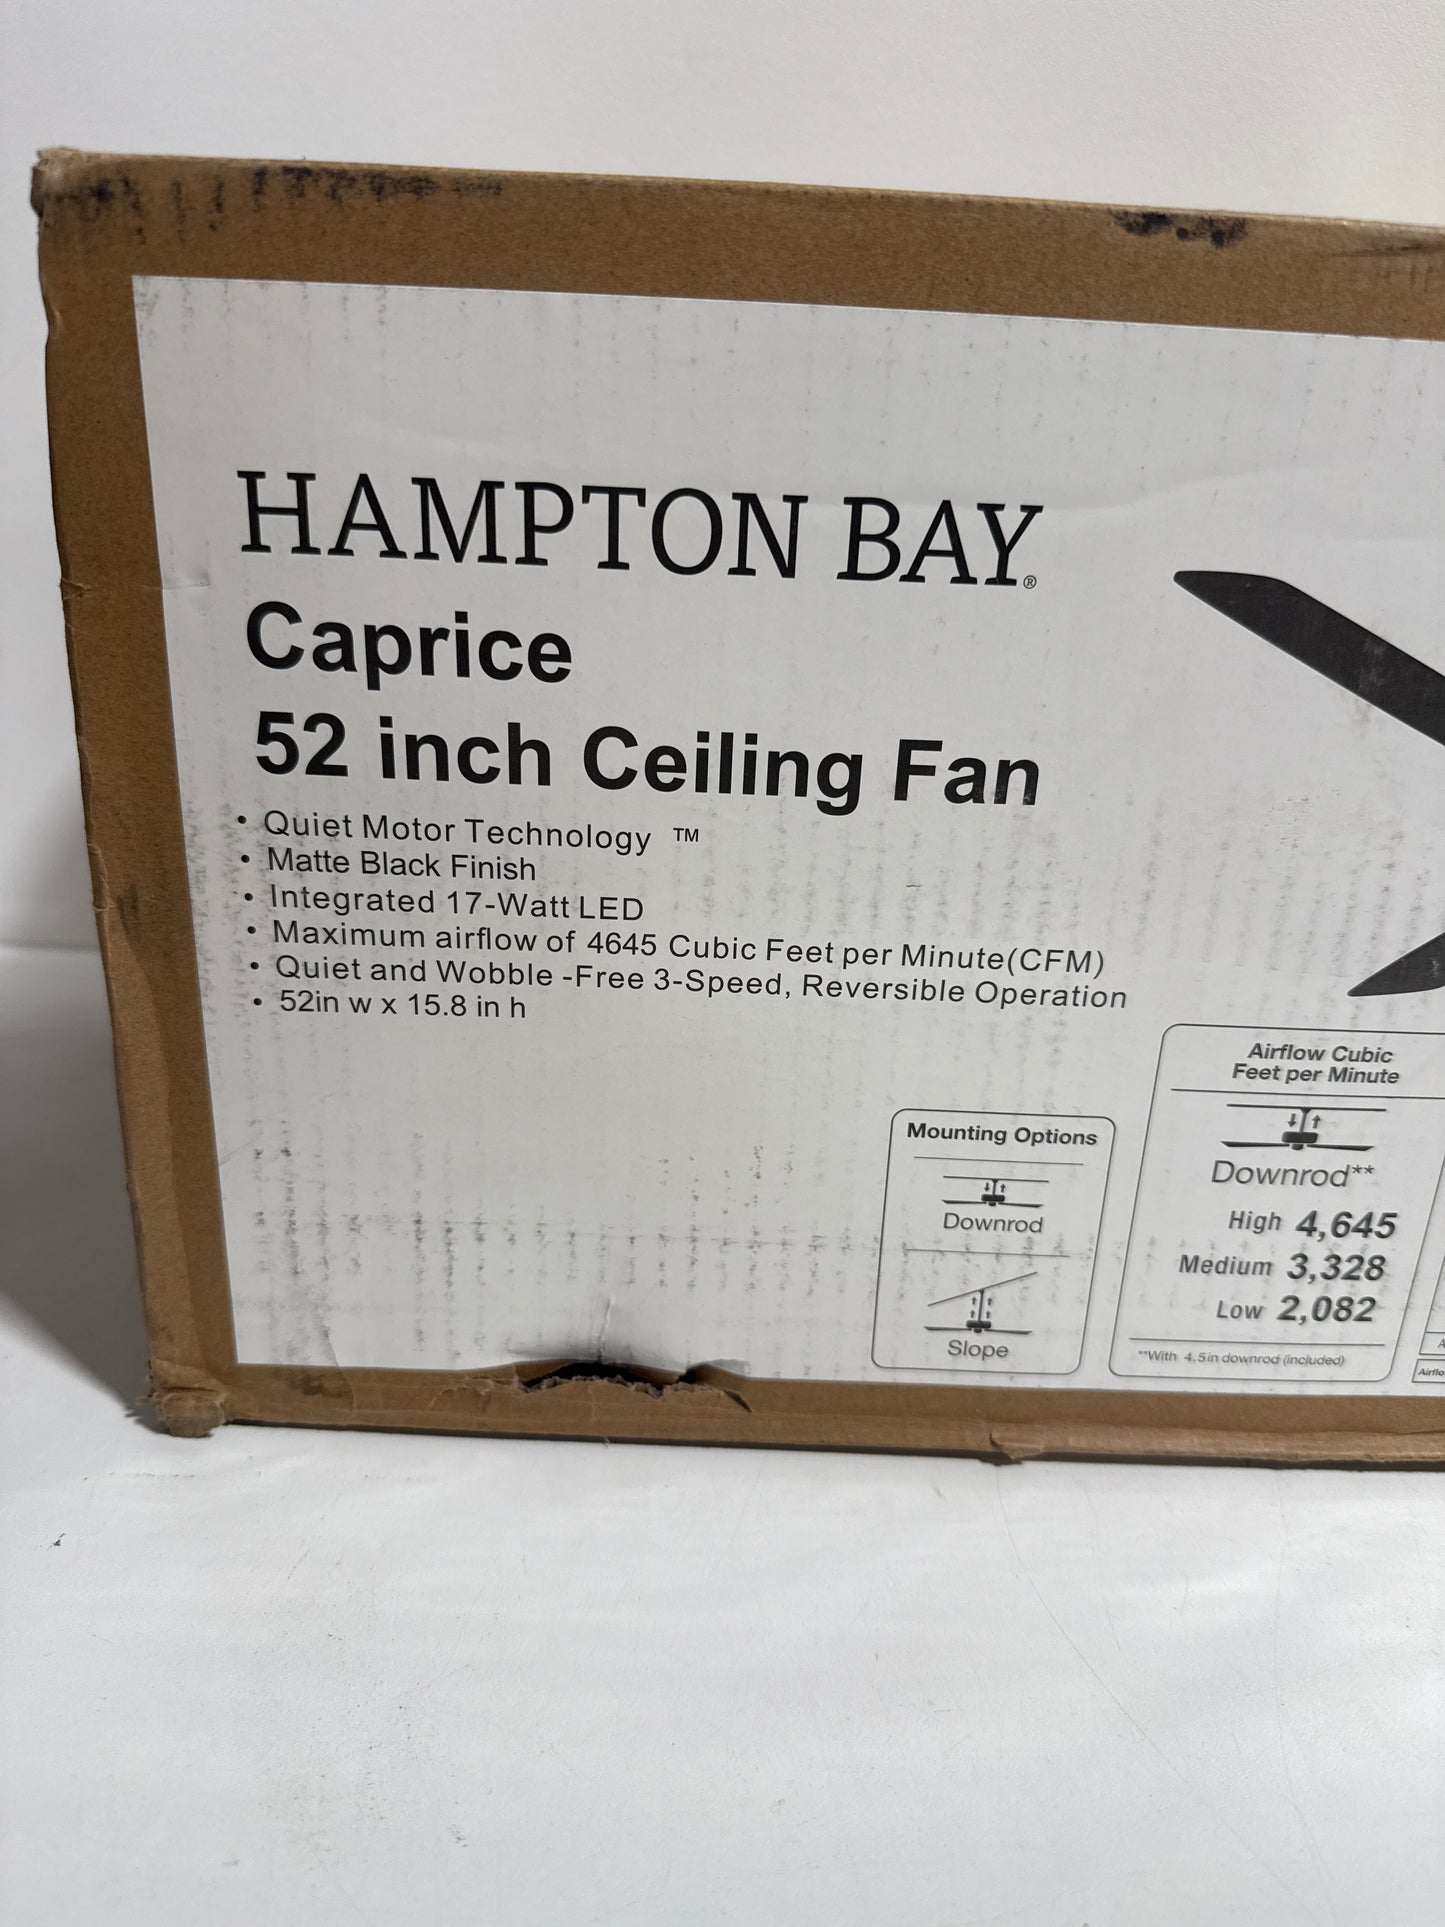 HAMPTON BAY®
Caprice
52 inch Ceiling Fan
• Quiet Motor Technology ™
• Matte Black Finish
• Integrated 17-Watt LED
• Maximum airflow of 4645 Cubic Feet per Minute(CFM)
• Quiet and Wobble -Free 3-Speed, Reversible Operation
• 52in w x 15.8 in h
Mounting Options
Downrod
Slope
Airflow Cubic
Feet per Minute
Downrod**
High 4,645
Medium 3,328
Low 2,082
**With 4.5in downrod (included)